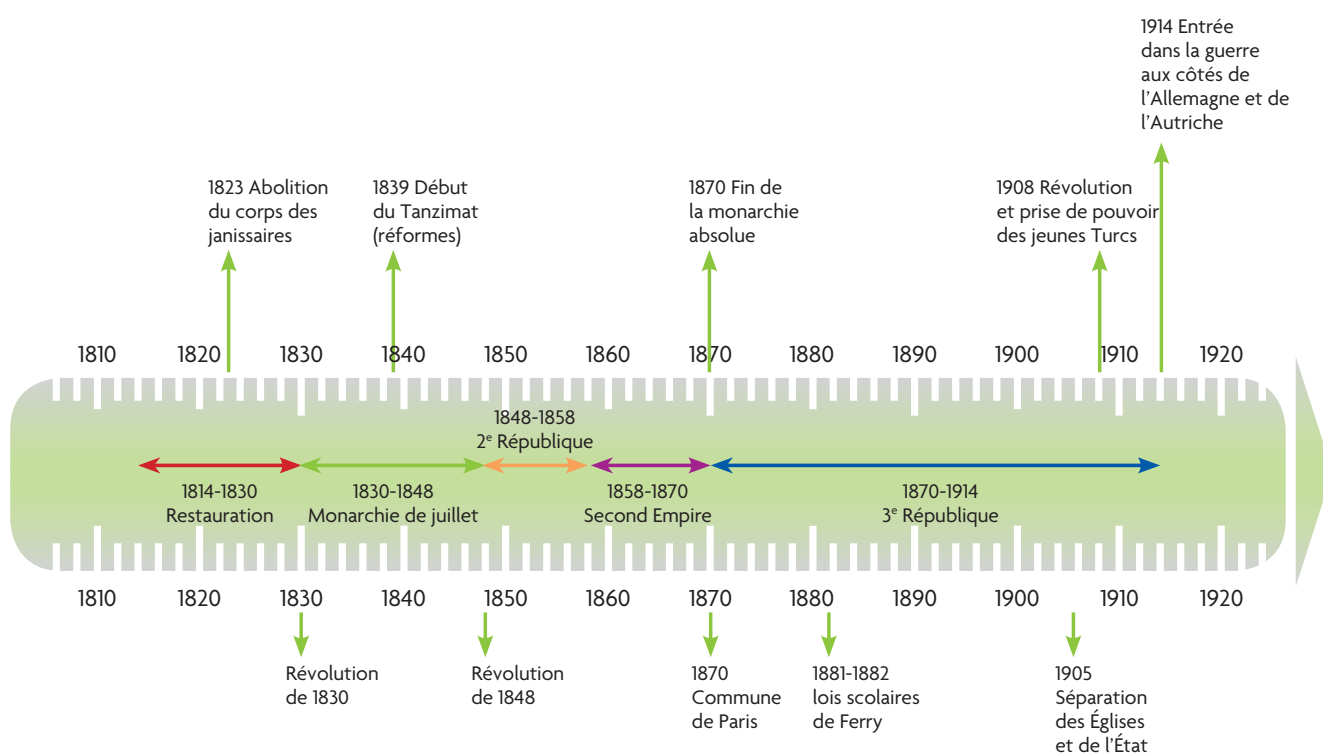 1914 Entrée
dans la guerre
aux côtés de
l’Allemagne et de
l’Autriche
1823 Abolition
du corps des
janissaires
1839 Début
du Tanzimat
(réformes)
1870 Fin de
la monarchie
absolue
1908 Révolution
et prise de pouvoir
des jeunes Turcs
1810 1820 1830 1840 1850 1860 1870 1880 1890 1900 1910 1920
1848-1858
2e République
1814-1830
Restauration
1830-1848
Monarchie de juillet
1858-1870
Second Empire
1870-1914
3e République
1810 1820 1830 1840 1850 1860 1870 1880 1890 1900 1910 1920
Révolution
de 1830
Révolution
de 1848
1870
Commune
de Paris
1881-1882
lois scolaires
de Ferry
1905
Séparation
des Églises
et de l’État